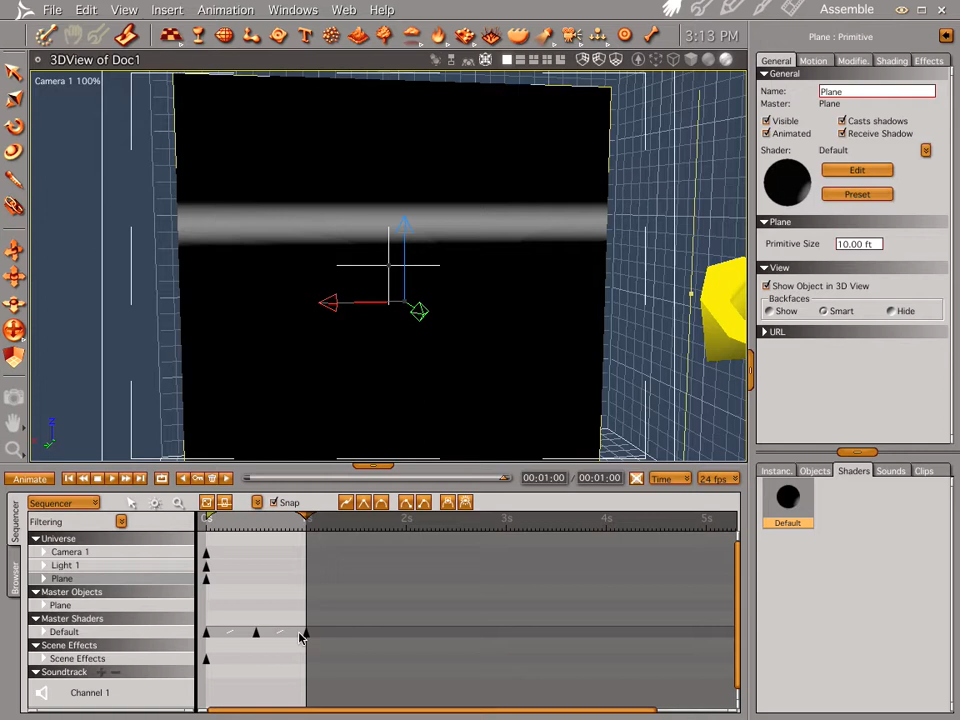 File Edit View Insert Animation Windows Web Help Assemble
3:13 PM
3DView of Doc1 Plane : Primitive
Camera 1 100%
General Motion Modifie. Shading Effects
General
Name: Plane
Master: Plane
Visible Casts shadows
Animated Receive Shadow
Shader: Default
Edit
Preset
Plane
Primitive Size 10.00 ft
View
Show Object in 3D View
Backfaces
Show Smart Hide
URL
Animate 00:01:00 / 00:01:00 Time 24 fps
Instanc. Objects Shaders Sounds Clips
Default
Sequencer Snap
Sequencer
Browser
Filtering 0s 2s 3s 4s 5s
Universe
Camera 1
Light 1
Plane
Master Objects
Plane
Master Shaders
Default
Scene Effects
Scene Effects
Soundtrack
Channel 1